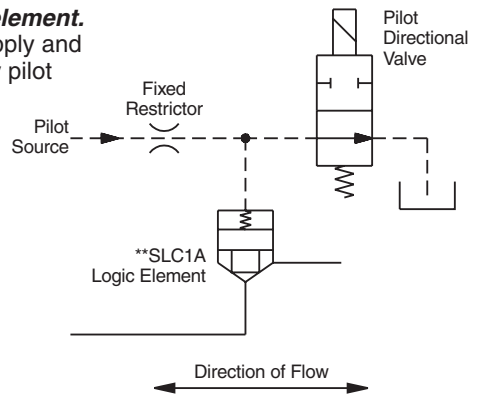 element.
pply and
pilot
Pilot
Directional
Valve
Fixed
Restrictor
Pilot
Source
**SLC1A
Logic Element
Direction of Flow